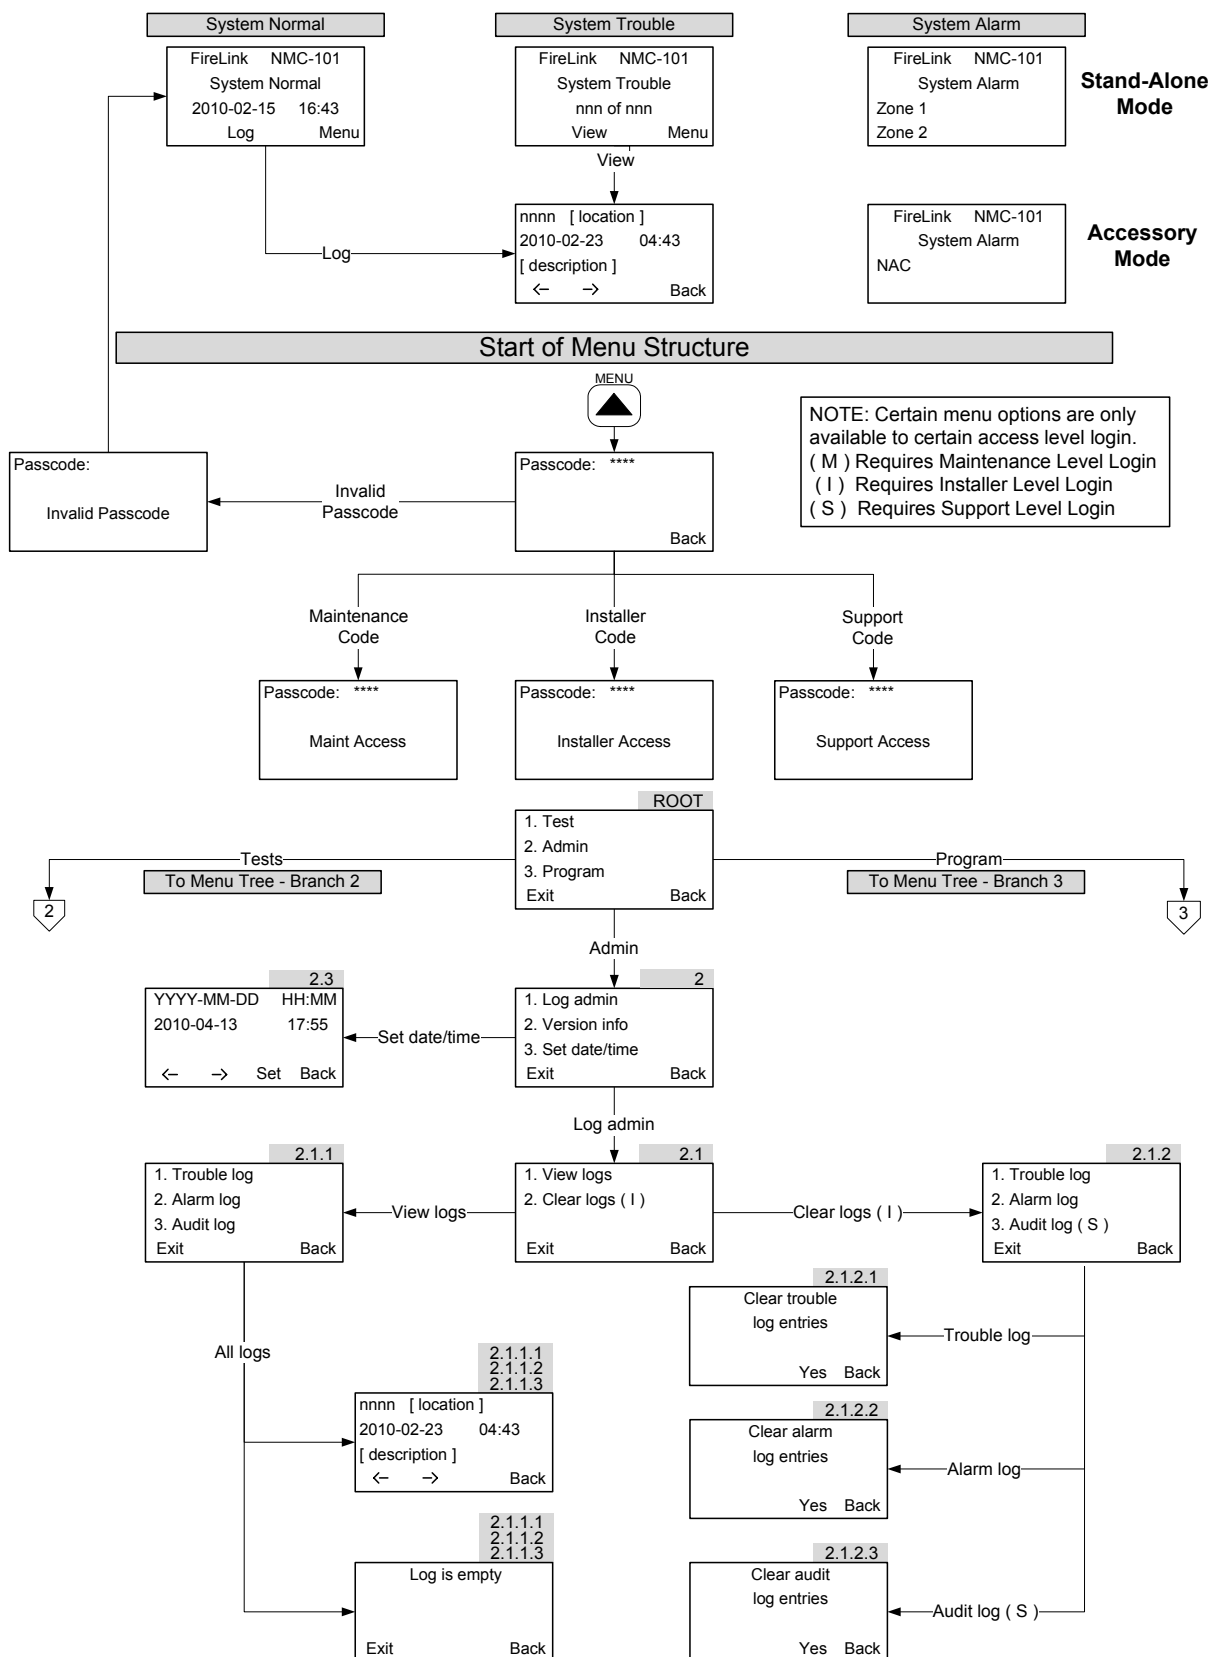 System Normal
System Trouble
System Alarm
FireLink NMC-101
System Normal
2010-02-15 16:43
Log Menu
FireLink NMC-101
System Trouble
nnn of nnn
View Menu
FireLink NMC-101
System Alarm
Zone 1
Zone 2
Stand-Alone
Mode
View
Log
nnnn [ location ]
2010-02-23 04:43
[ description ]
<- -> Back
FireLink NMC-101
System Alarm
NAC
Accessory
Mode
Start of Menu Structure
MENU
NOTE: Certain menu options are only
available to certain access level login.
( M ) Requires Maintenance Level Login
( I ) Requires Installer Level Login
( S ) Requires Support Level Login
Passcode:
Invalid Passcode
Invalid
Passcode
Passcode: ****
Back
Maintenance
Code
Installer
Code
Support
Code
Passcode: ****
Maint Access
Passcode: ****
Installer Access
Passcode: ****
Support Access
ROOT
1. Test
2. Admin
3. Program
Exit Back
Tests
To Menu Tree - Branch 2
2
Program
To Menu Tree - Branch 3
3
Admin
2.3
YYYY-MM-DD HH:MM
2010-04-13 17:55
<- -> Set Back
Set date/time
2
1. Log admin
2. Version info
3. Set date/time
Exit Back
Log admin
2.1.1
1. Trouble log
2. Alarm log
3. Audit log
Exit Back
View logs
2.1
1. View logs
2. Clear logs ( I )
Exit Back
Clear logs ( I )
2.1.2
1. Trouble log
2. Alarm log
3. Audit log ( S )
Exit Back
All logs
2.1.1.1
2.1.1.2
2.1.1.3
nnnn [ location ]
2010-02-23 04:43
[ description ]
<- -> Back
2.1.1.1
2.1.1.2
2.1.1.3
Log is empty
Exit Back
2.1.2.1
Clear trouble
log entries
Yes Back
Trouble log
2.1.2.2
Clear alarm
log entries
Yes Back
Alarm log
2.1.2.3
Clear audit
log entries
Yes Back
Audit log ( S )